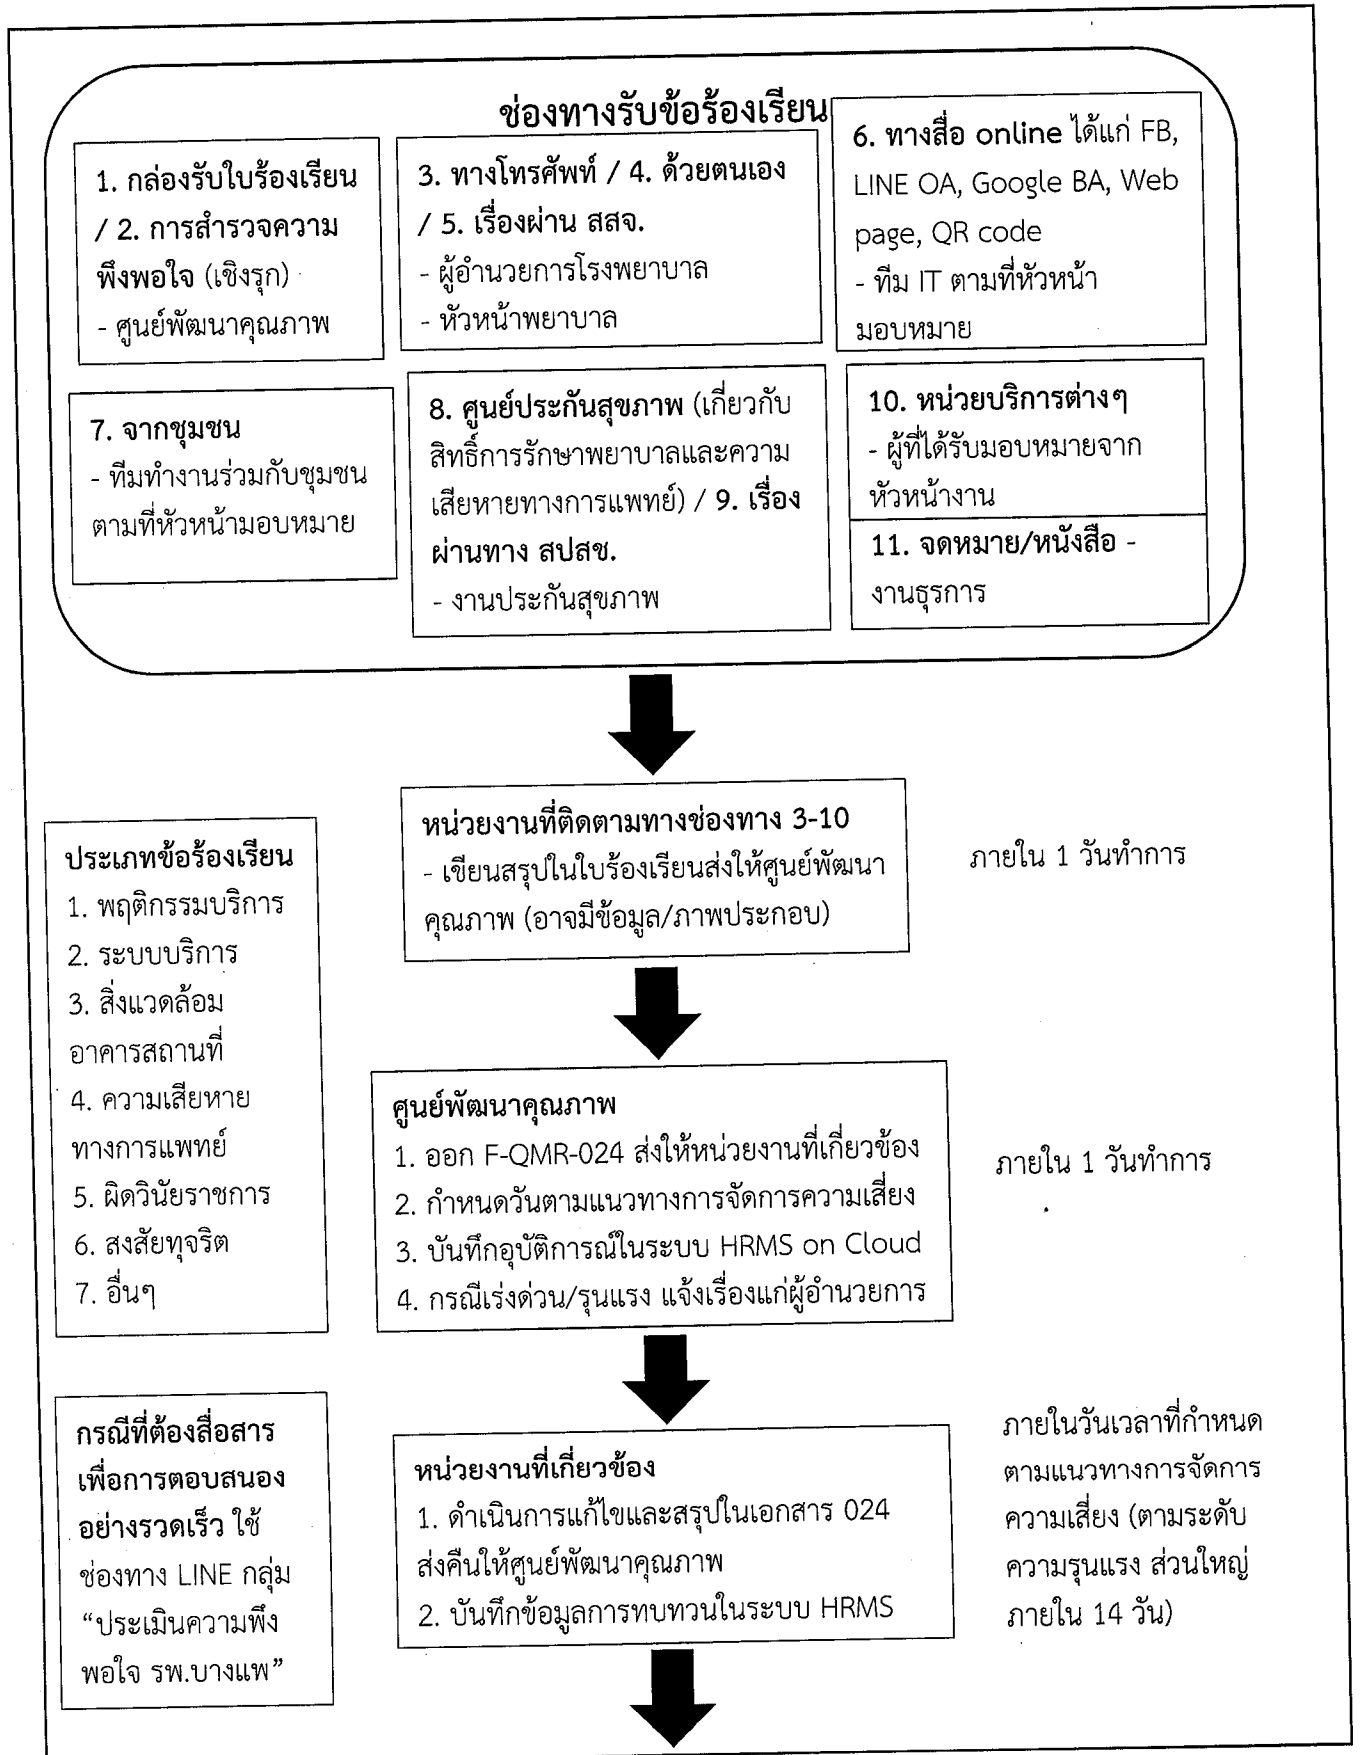 ช่องทางรับข้อร้องเรียน
1. กล่องรับใบร้องเรียน
/ 2. การสำรวจความ
พึงพอใจ (เชิงรุก)
- ศูนย์พัฒนาคุณภาพ
3. ทางโทรศัพท์ / 4. ด้วยตนเอง
/ 5. เรื่องผ่าน สสจ.
- ผู้อำนวยการโรงพยาบาล
- หัวหน้าพยาบาล
6. ทางสื่อ online ได้แก่ FB,
LINE OA, Google BA, Web
page, QR code
- ทีม IT ตามที่หัวหน้า
มอบหมาย
7. จากชุมชน
- ทีมทำงานร่วมกับชุมชน
ตามที่หัวหน้ามอบหมาย
8. ศูนย์ประกันสุขภาพ (เกี่ยวกับ
สิทธิ์การรักษาพยาบาลและความ
เสียหายทางการแพทย์) / 9. เรื่อง
ผ่านทาง สปสช.
- งานประกันสุขภาพ
10. หน่วยบริการต่างๆ
- ผู้ที่ได้รับมอบหมายจาก
หัวหน้างาน
11. จดหมาย/หนังสือ -
งานธุรการ
หน่วยงานที่ติดตามทางช่องทาง 3-10
- เขียนสรุปในใบร้องเรียนส่งให้ศูนย์พัฒนา
คุณภาพ (อาจมีข้อมูล/ภาพประกอบ)
ภายใน 1 วันทำการ
ประเภทข้อร้องเรียน
1. พฤติกรรมบริการ
2. ระบบบริการ
3. สิ่งแวดล้อม
อาคารสถานที่
4. ความเสียหาย
ทางการแพทย์
5. ผิดวินัยราชการ
6. สงสัยทุจริต
7. อื่นๆ
ศูนย์พัฒนาคุณภาพ
1. ออก F-QMR-024 ส่งให้หน่วยงานที่เกี่ยวข้อง
2. กำหนดวันตามแนวทางการจัดการความเสี่ยง
3. บันทึกอุบัติการณ์ในระบบ HRMS on Cloud
4. กรณีเร่งด่วน/รุนแรง แจ้งเรื่องแก่ผู้อำนวยการ
ภายใน 1 วันทำการ
กรณีที่ต้องสื่อสาร
เพื่อการตอบสนอง
อย่างรวดเร็ว ใช้
ช่องทาง LINE กลุ่ม
“ประเมินความพึง
พอใจ รพ.บางแพ”
หน่วยงานที่เกี่ยวข้อง
1. ดำเนินการแก้ไขและสรุปในเอกสาร 024
ส่งคืนให้ศูนย์พัฒนาคุณภาพ
2. บันทึกข้อมูลการทบทวนในระบบ HRMS
ภายในวันเวลาที่กำหนด
ตามแนวทางการจัดการ
ความเสี่ยง (ตามระดับ
ความรุนแรง ส่วนใหญ่
ภายใน 14 วัน)